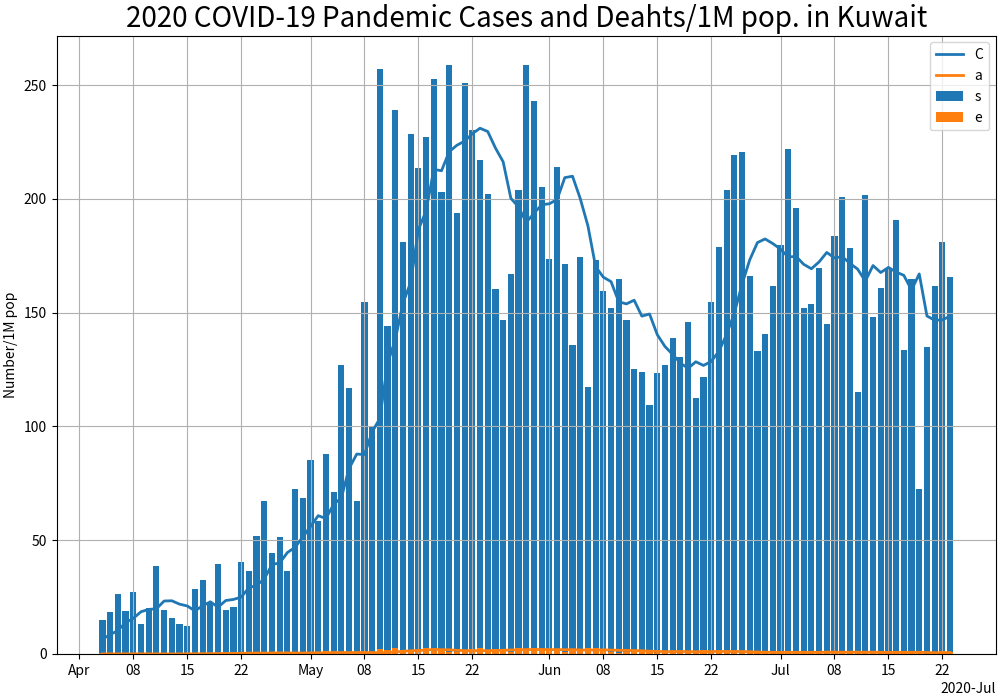 2020 COVID-19 Pandemic Cases and Deahts/1M pop. in Kuwait
C
a
s
e
Number/1M pop
250
200
150
100
50
0
Apr 08 15 22 May 08 15 22 Jun 08 15 22 Jul 08 15 22
2020-Jul